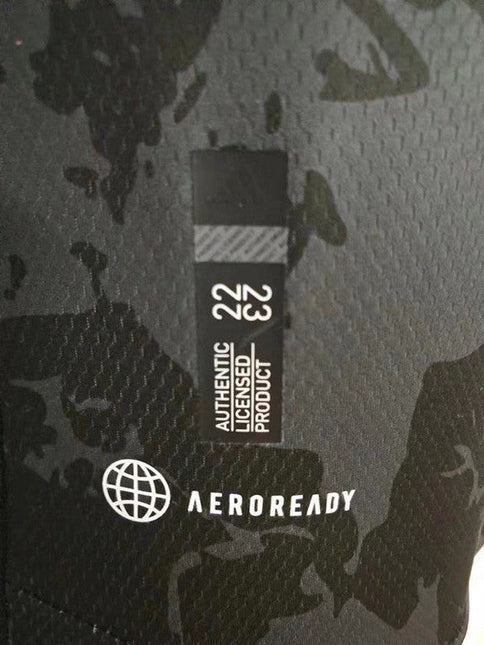 22
23
AUTHENTIC
LICENSED
PRODUCT
AEROREADY